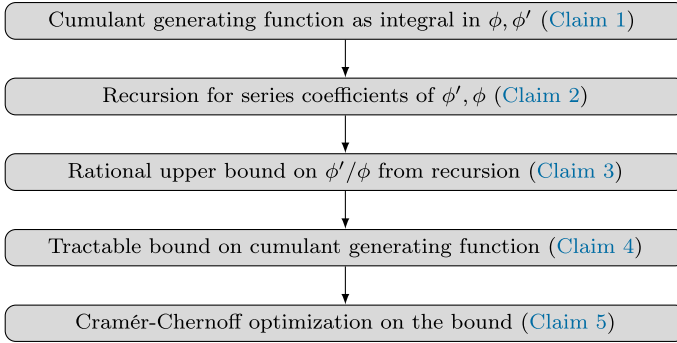 Cumulant generating function as integral in ϕ, ϕ′ (Claim 1)
Recursion for series coefficients of ϕ′, ϕ (Claim 2)
Rational upper bound on ϕ′/ϕ from recursion (Claim 3)
Tractable bound on cumulant generating function (Claim 4)
Cramér-Chernoff optimization on the bound (Claim 5)